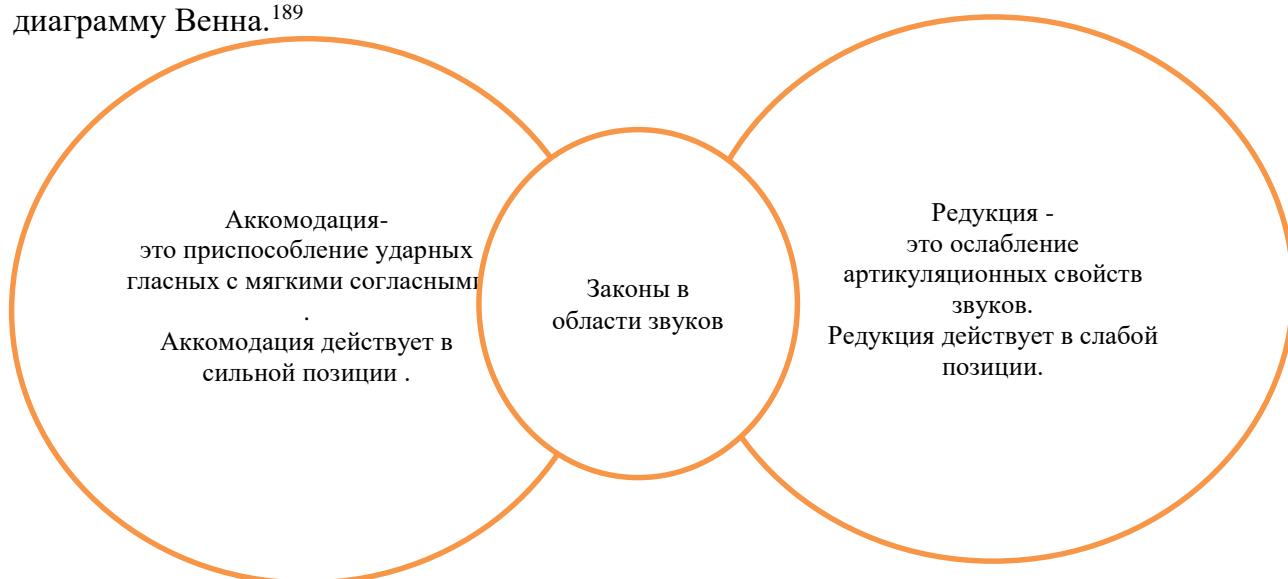 диаграмму Венна.189
Аккомодация-
это приспособление ударных
гласных с мягкими согласными
.
Аккомодация действует в
сильной позиции .
Законы в
области звуков
Редукция -
это ослабление
артикуляционных свойств
звуков.
Редукция действует в слабой
позиции.